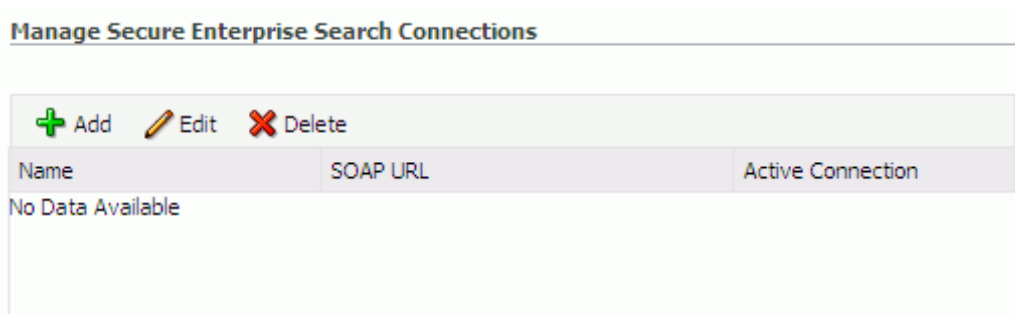 Manage Secure Enterprise Search Connections
Add Edit Delete
Name SOAP URL Active Connection
No Data Available